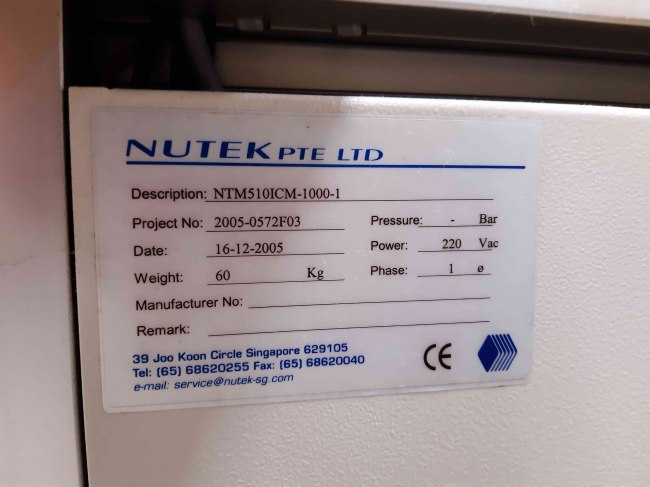 NUTEK PTE LTD
Description: NTM510ICM-1000-1
Project No: 2005-0572F03 Pressure: - Bar
Date: 16-12-2005 Power: 220 Vac
Weight: 60 Kg Phase: 1 ø
Manufacturer No:
Remark:
39 Joo Koon Circle Singapore 629105
Tel: (65) 68620255 Fax: (65) 68620040
e-mail: service@nutek-sg.com
CE